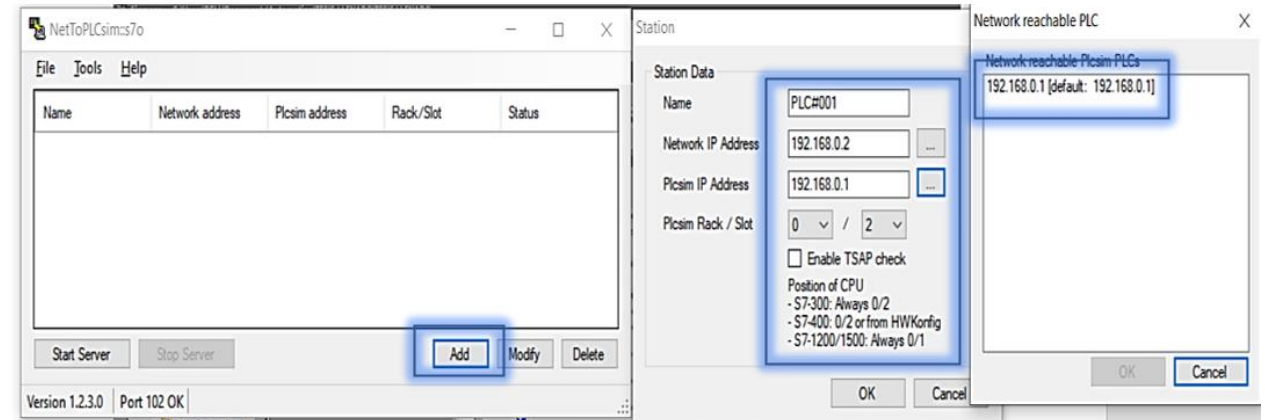 NetToPLCsim::s7o
File Tools Help
Name Network address Plcsim address Rack/Slot Status
Start Server Stop Server Add Modify Delete
Version 1.2.3.0 Port 102 OK
Station
Station Data
Name PLC#001
Network IP Address 192.168.0.2 ...
Plcsim IP Address 192.168.0.1 ...
Plcsim Rack / Slot 0 / 2
Enable TSAP check
Position of CPU
- S7-300: Always 0/2
- S7-400: 0/2 or from HWKonfig
- S7-1200/1500: Always 0/1
OK Cancel
Network reachable PLC X
Network reachable Plcsim PLCs
192.168.0.1 [default: 192.168.0.1]
OK Cancel